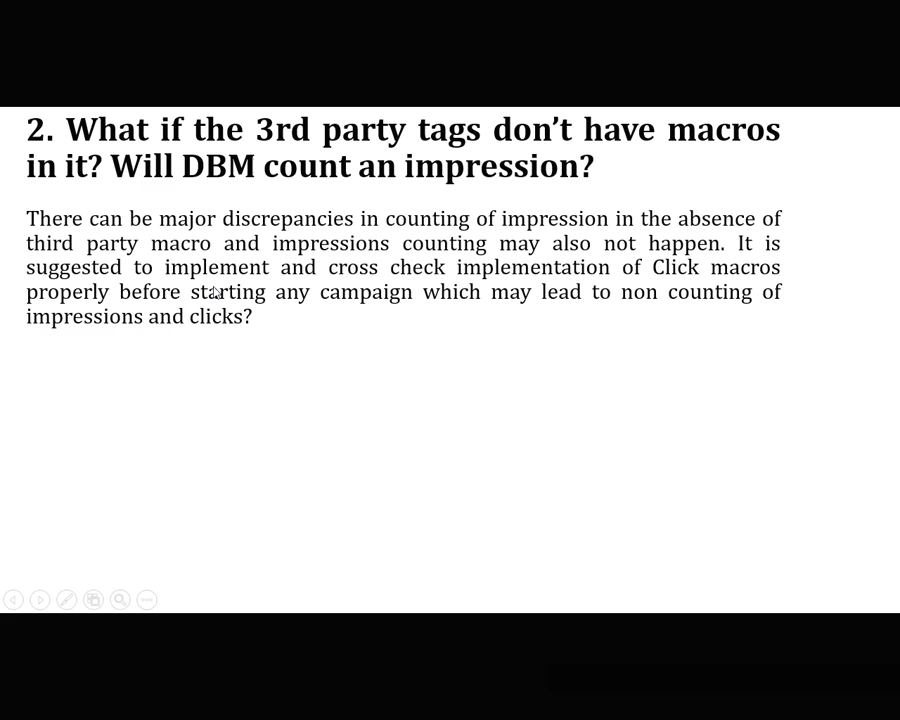 2. What if the 3rd party tags don’t have macros
in it? Will DBM count an impression?
There can be major discrepancies in counting of impression in the absence of
third party macro and impressions counting may also not happen. It is
suggested to implement and cross check implementation of Click macros
properly before starting any campaign which may lead to non counting of
impressions and clicks?